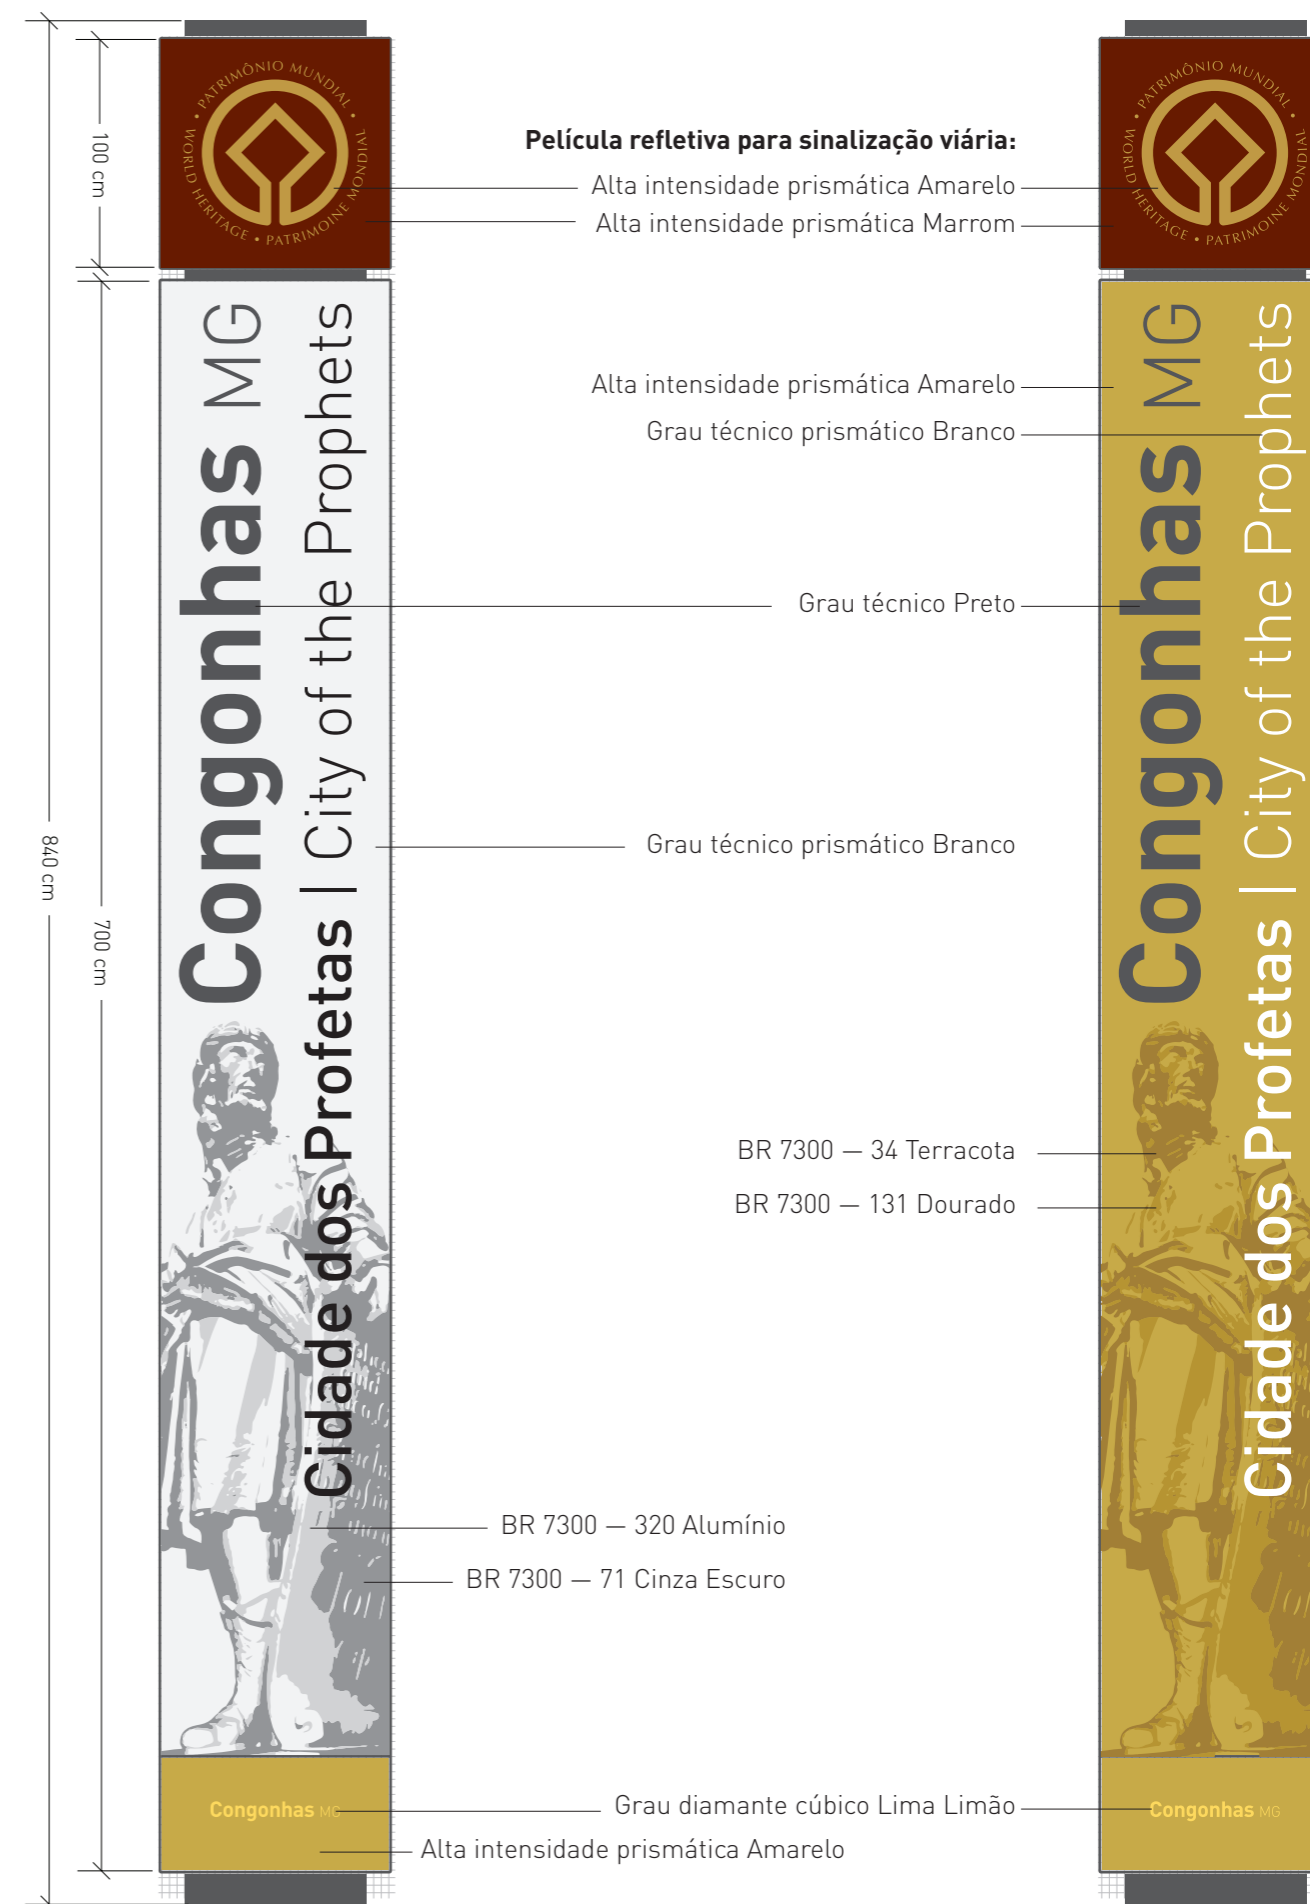 PATRIMÔNIO MUNDIAL • WORLD HERITAGE • PATRIMOINE MONDIAL •
100 cm
840 cm
700 cm
Congonhas MG
Cidade dos Profetas | City of the Prophets
Congonhas MG
Película refletiva para sinalização viária:
Alta intensidade prismática Amarelo
Alta intensidade prismática Marrom
Alta intensidade prismática Amarelo
Grau técnico prismático Branco
Grau técnico Preto
Grau técnico prismático Branco
BR 7300 — 34 Terracota
BR 7300 — 131 Dourado
BR 7300 — 320 Alumínio
BR 7300 — 71 Cinza Escuro
Grau diamante cúbico Lima Limão
Alta intensidade prismática Amarelo
PATRIMÔNIO MUNDIAL • WORLD HERITAGE • PATRIMOINE MONDIAL •
Congonhas MG
Cidade dos Profetas | City of the Prophets
Congonhas MG